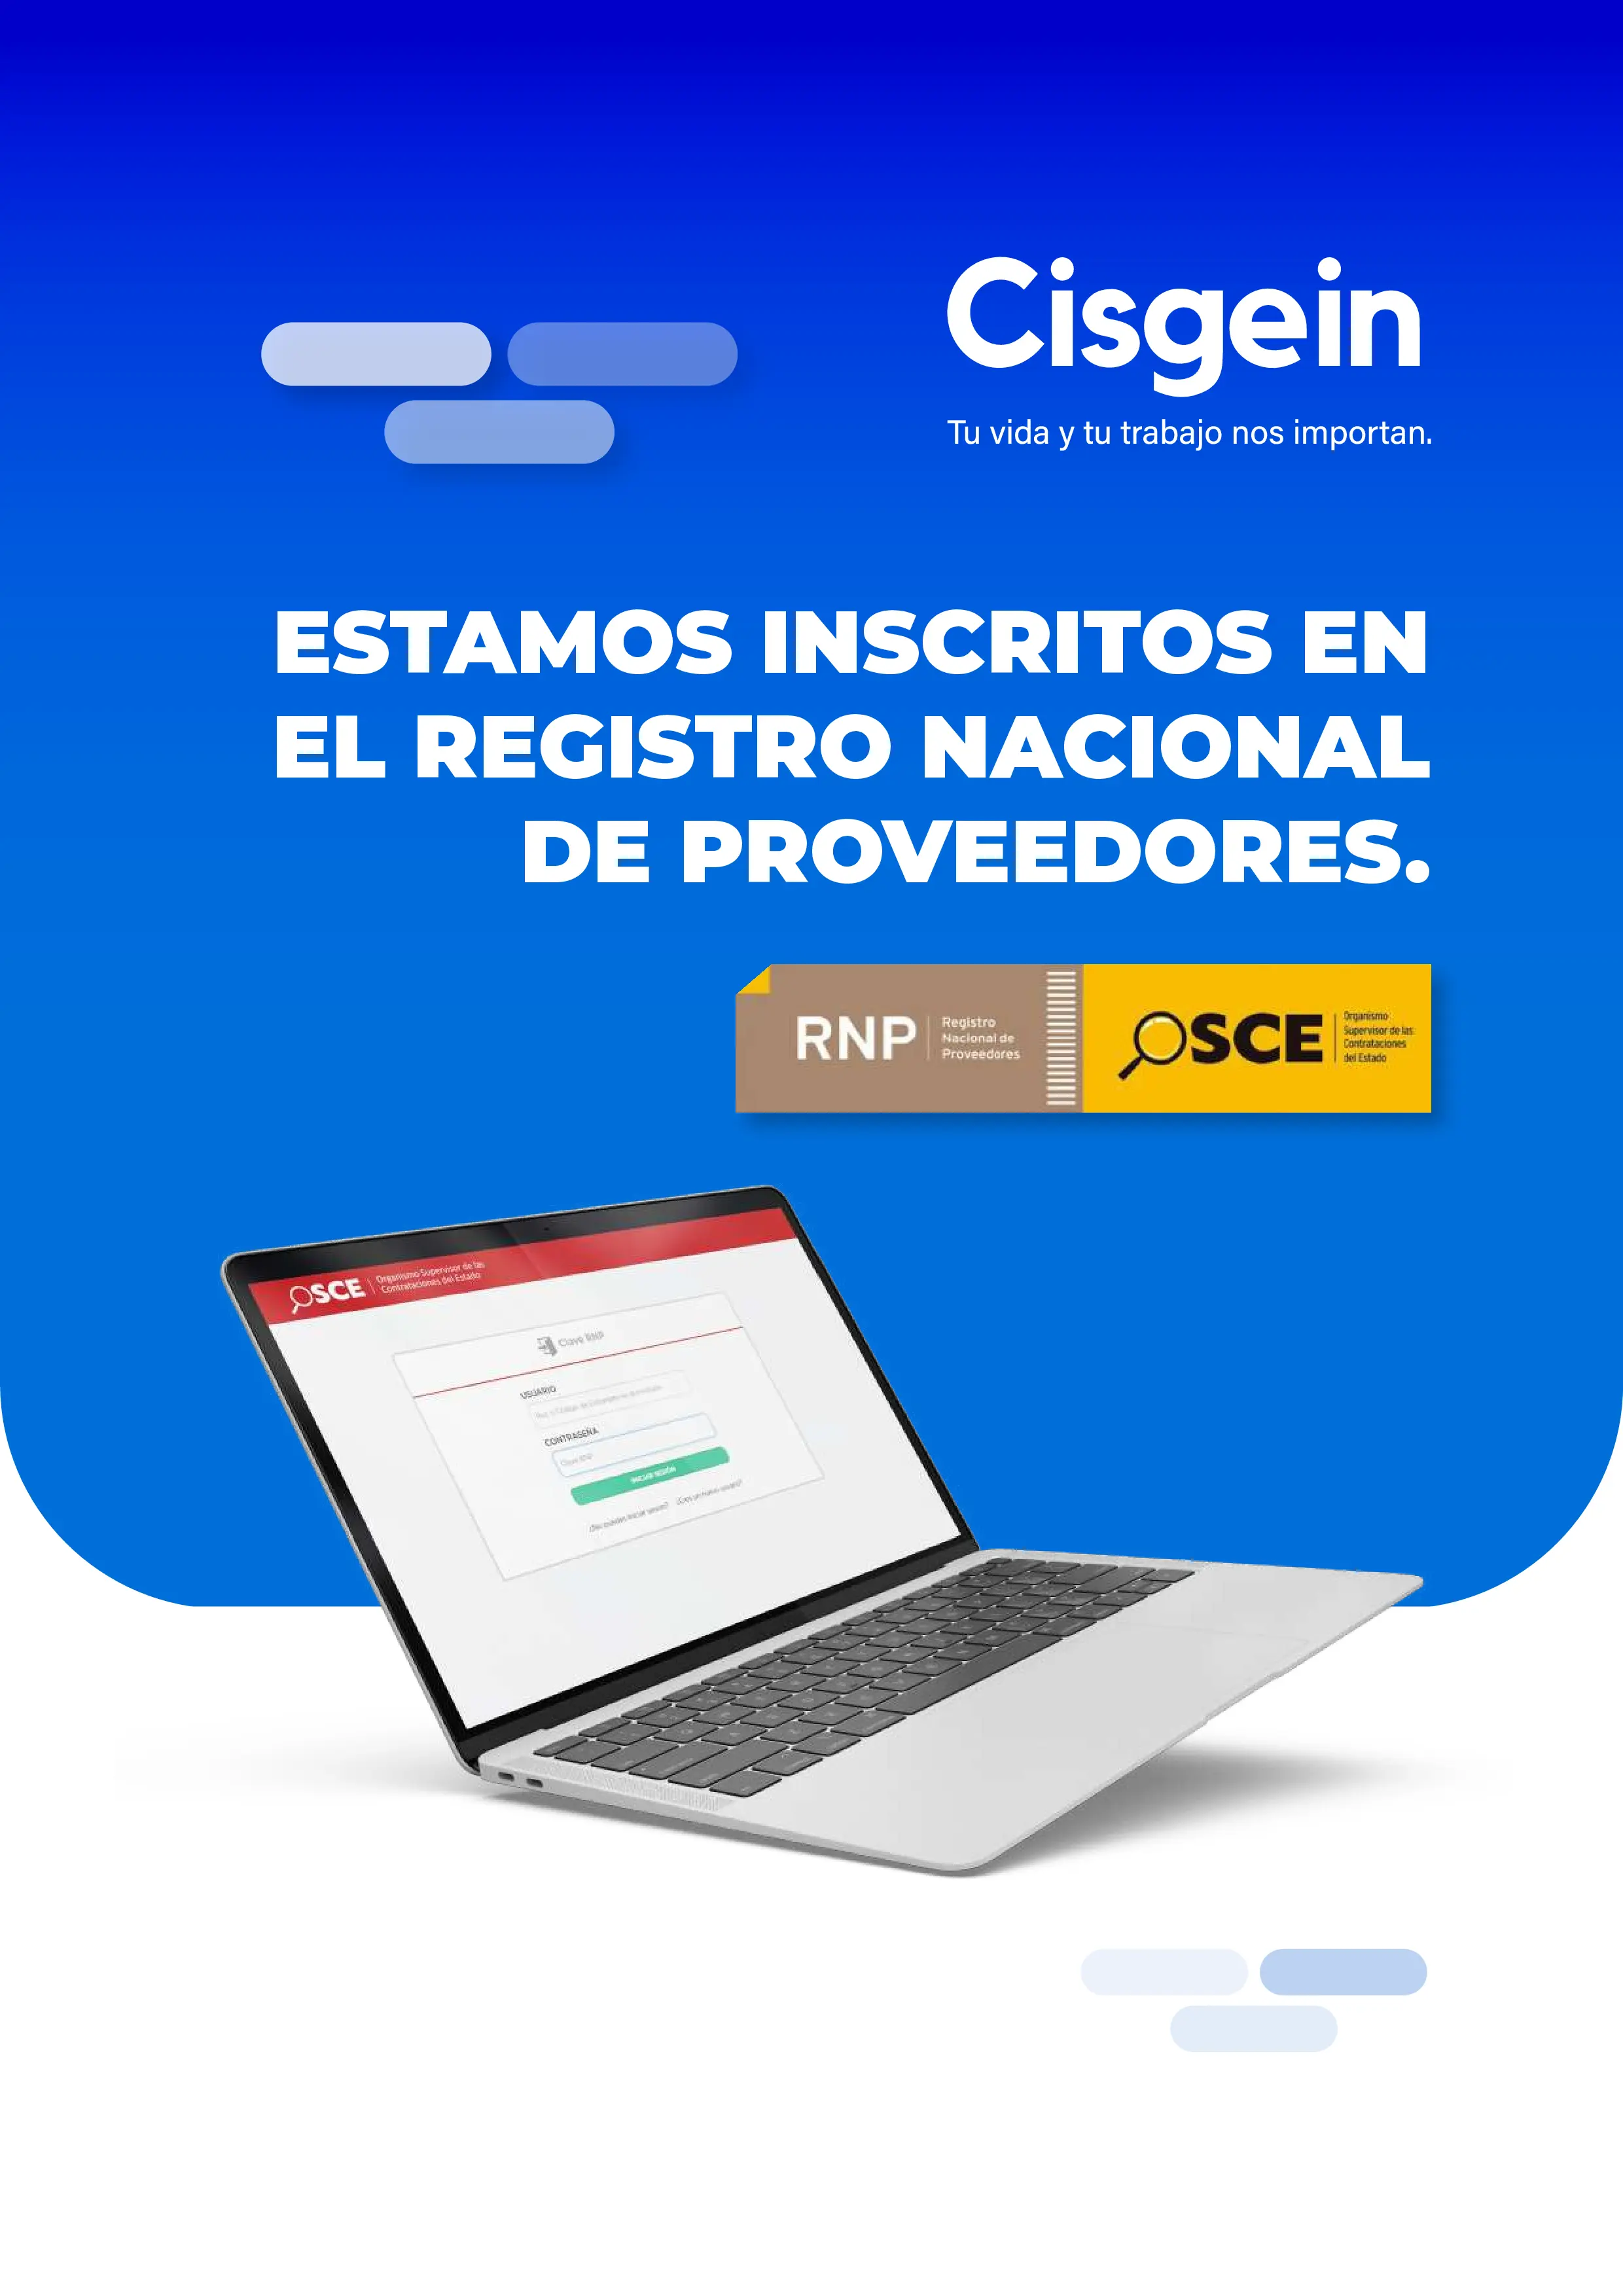 Cisgein
Tu vida y tu trabajo nos importan.
ESTAMOS INSCRITOS EN
EL REGISTRO NACIONAL
DE PROVEEDORES.
RNP
Registro
Nacional de
Proveedores
OSCE
Organismo
Supervisor de las
Contrataciones
del Estado
OSCE
Organismo Supervisor de las
Contrataciones del Estado
Clave RNP
USUARIO
CONTRASEÑA
Clave RNP
INICIAR SESIÓN
¿No puedes iniciar sesión? ¿Eres un nuevo usuario?